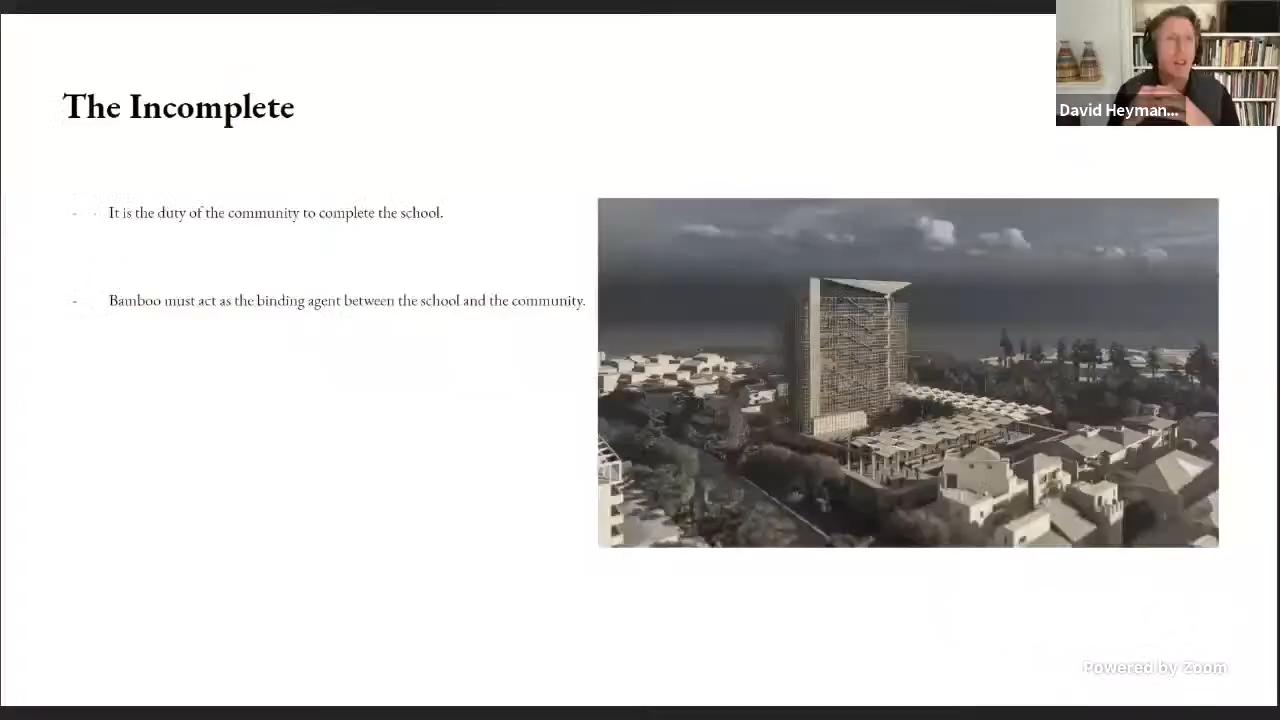 The Incomplete
David Heyman...
- It is the duty of the community to complete the school.
- Bamboo must act as the binding agent between the school and the community.
Powered by Zoom